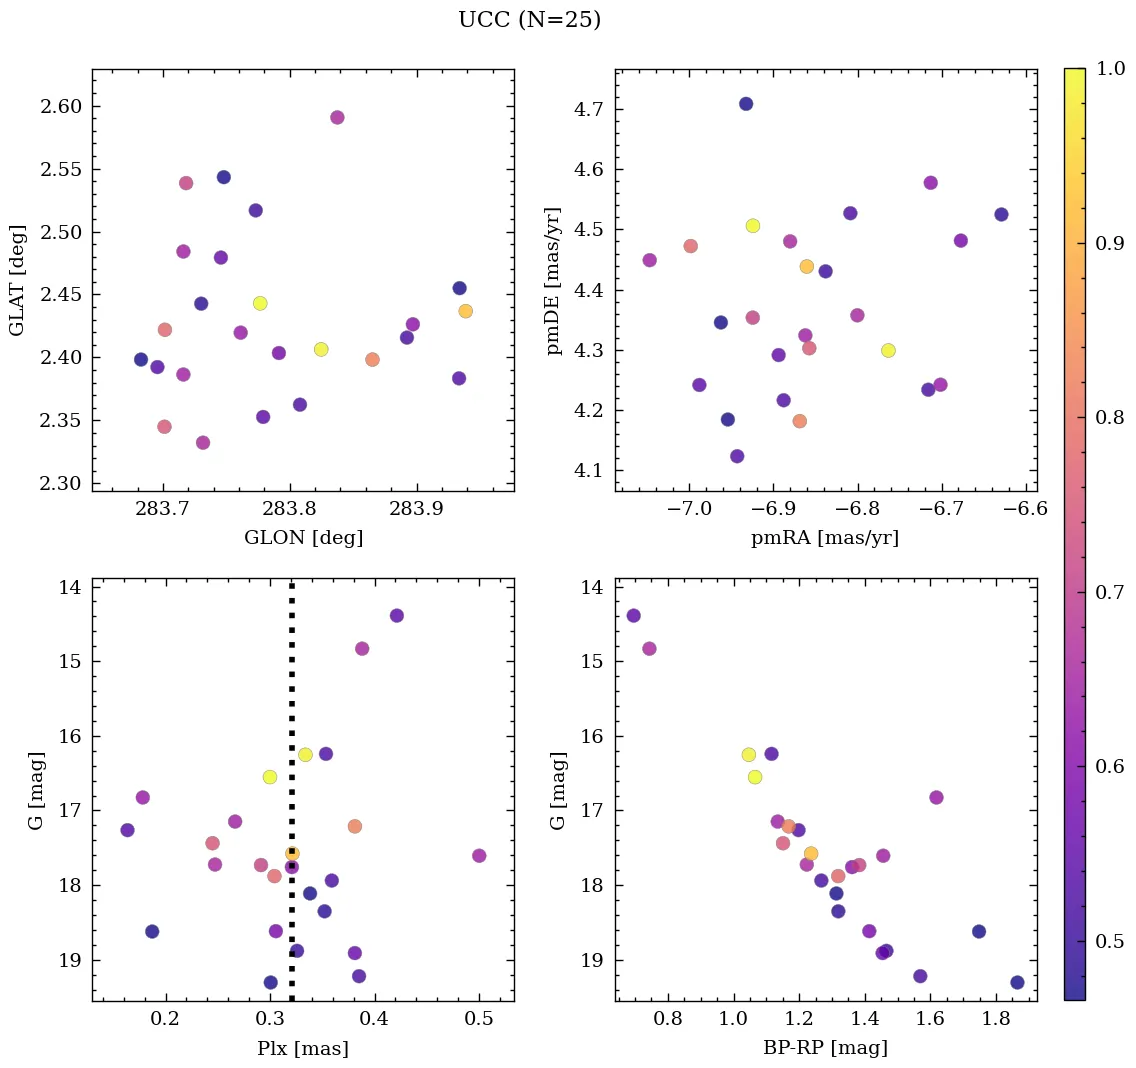 UCC (N=25)
2.60
2.55
2.50
2.45
2.40
2.35
2.30
GLAT [deg]
283.7 283.8 283.9
GLON [deg]
4.7
4.6
4.5
4.4
4.3
4.2
4.1
pmDE [mas/yr]
−7.0 −6.9 −6.8 −6.7 −6.6
pmRA [mas/yr]
14
15
16
17
18
19
G [mag]
0.2 0.3 0.4 0.5
Plx [mas]
14
15
16
17
18
19
G [mag]
0.8 1.0 1.2 1.4 1.6 1.8
BP-RP [mag]
1.0
0.9
0.8
0.7
0.6
0.5